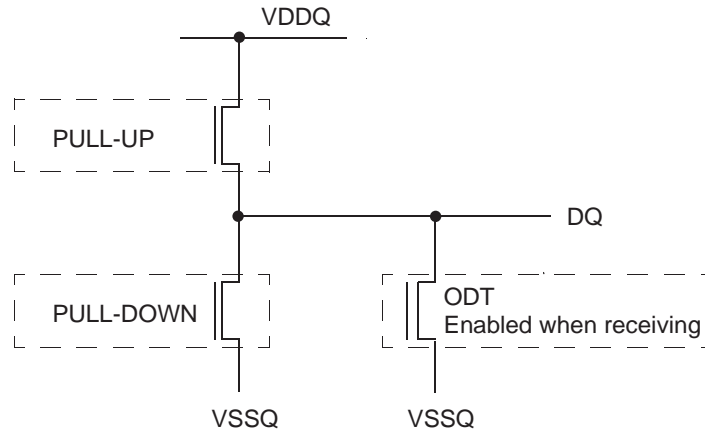 VDDQ
PULL-UP
DQ
PULL-DOWN
ODT
Enabled when receiving
VSSQ
VSSQ